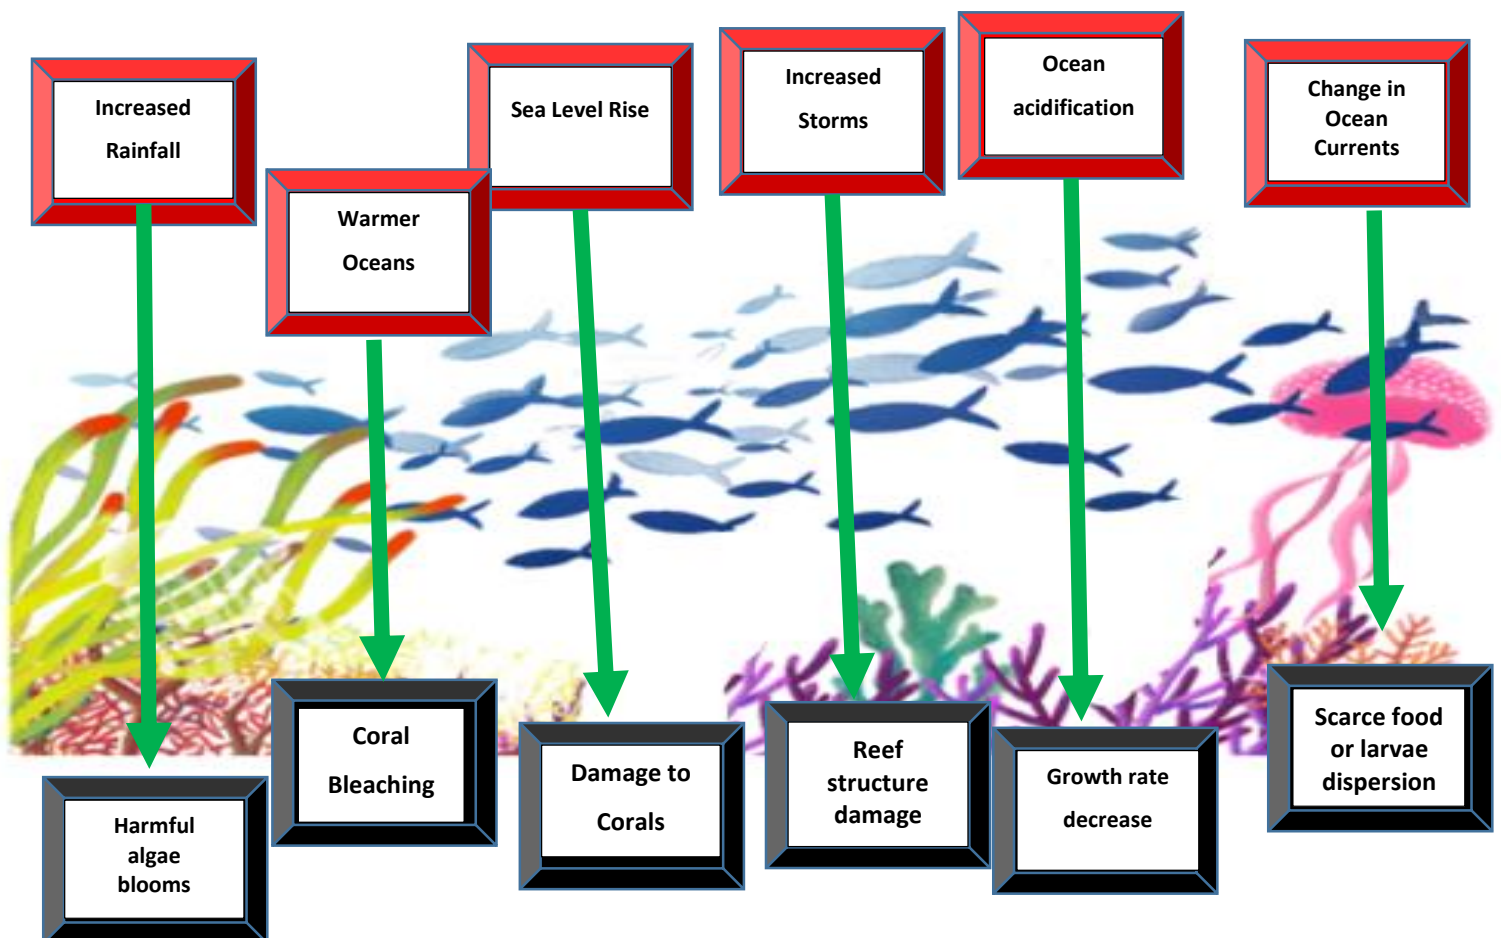 Increased
Rainfall
Warmer
Oceans
Sea Level Rise
Increased
Storms
Ocean
acidification
Change in
Ocean
Currents
Harmful
algae
blooms
Coral
Bleaching
Damage to
Corals
Reef
structure
damage
Growth rate
decrease
Scarce food
or larvae
dispersion